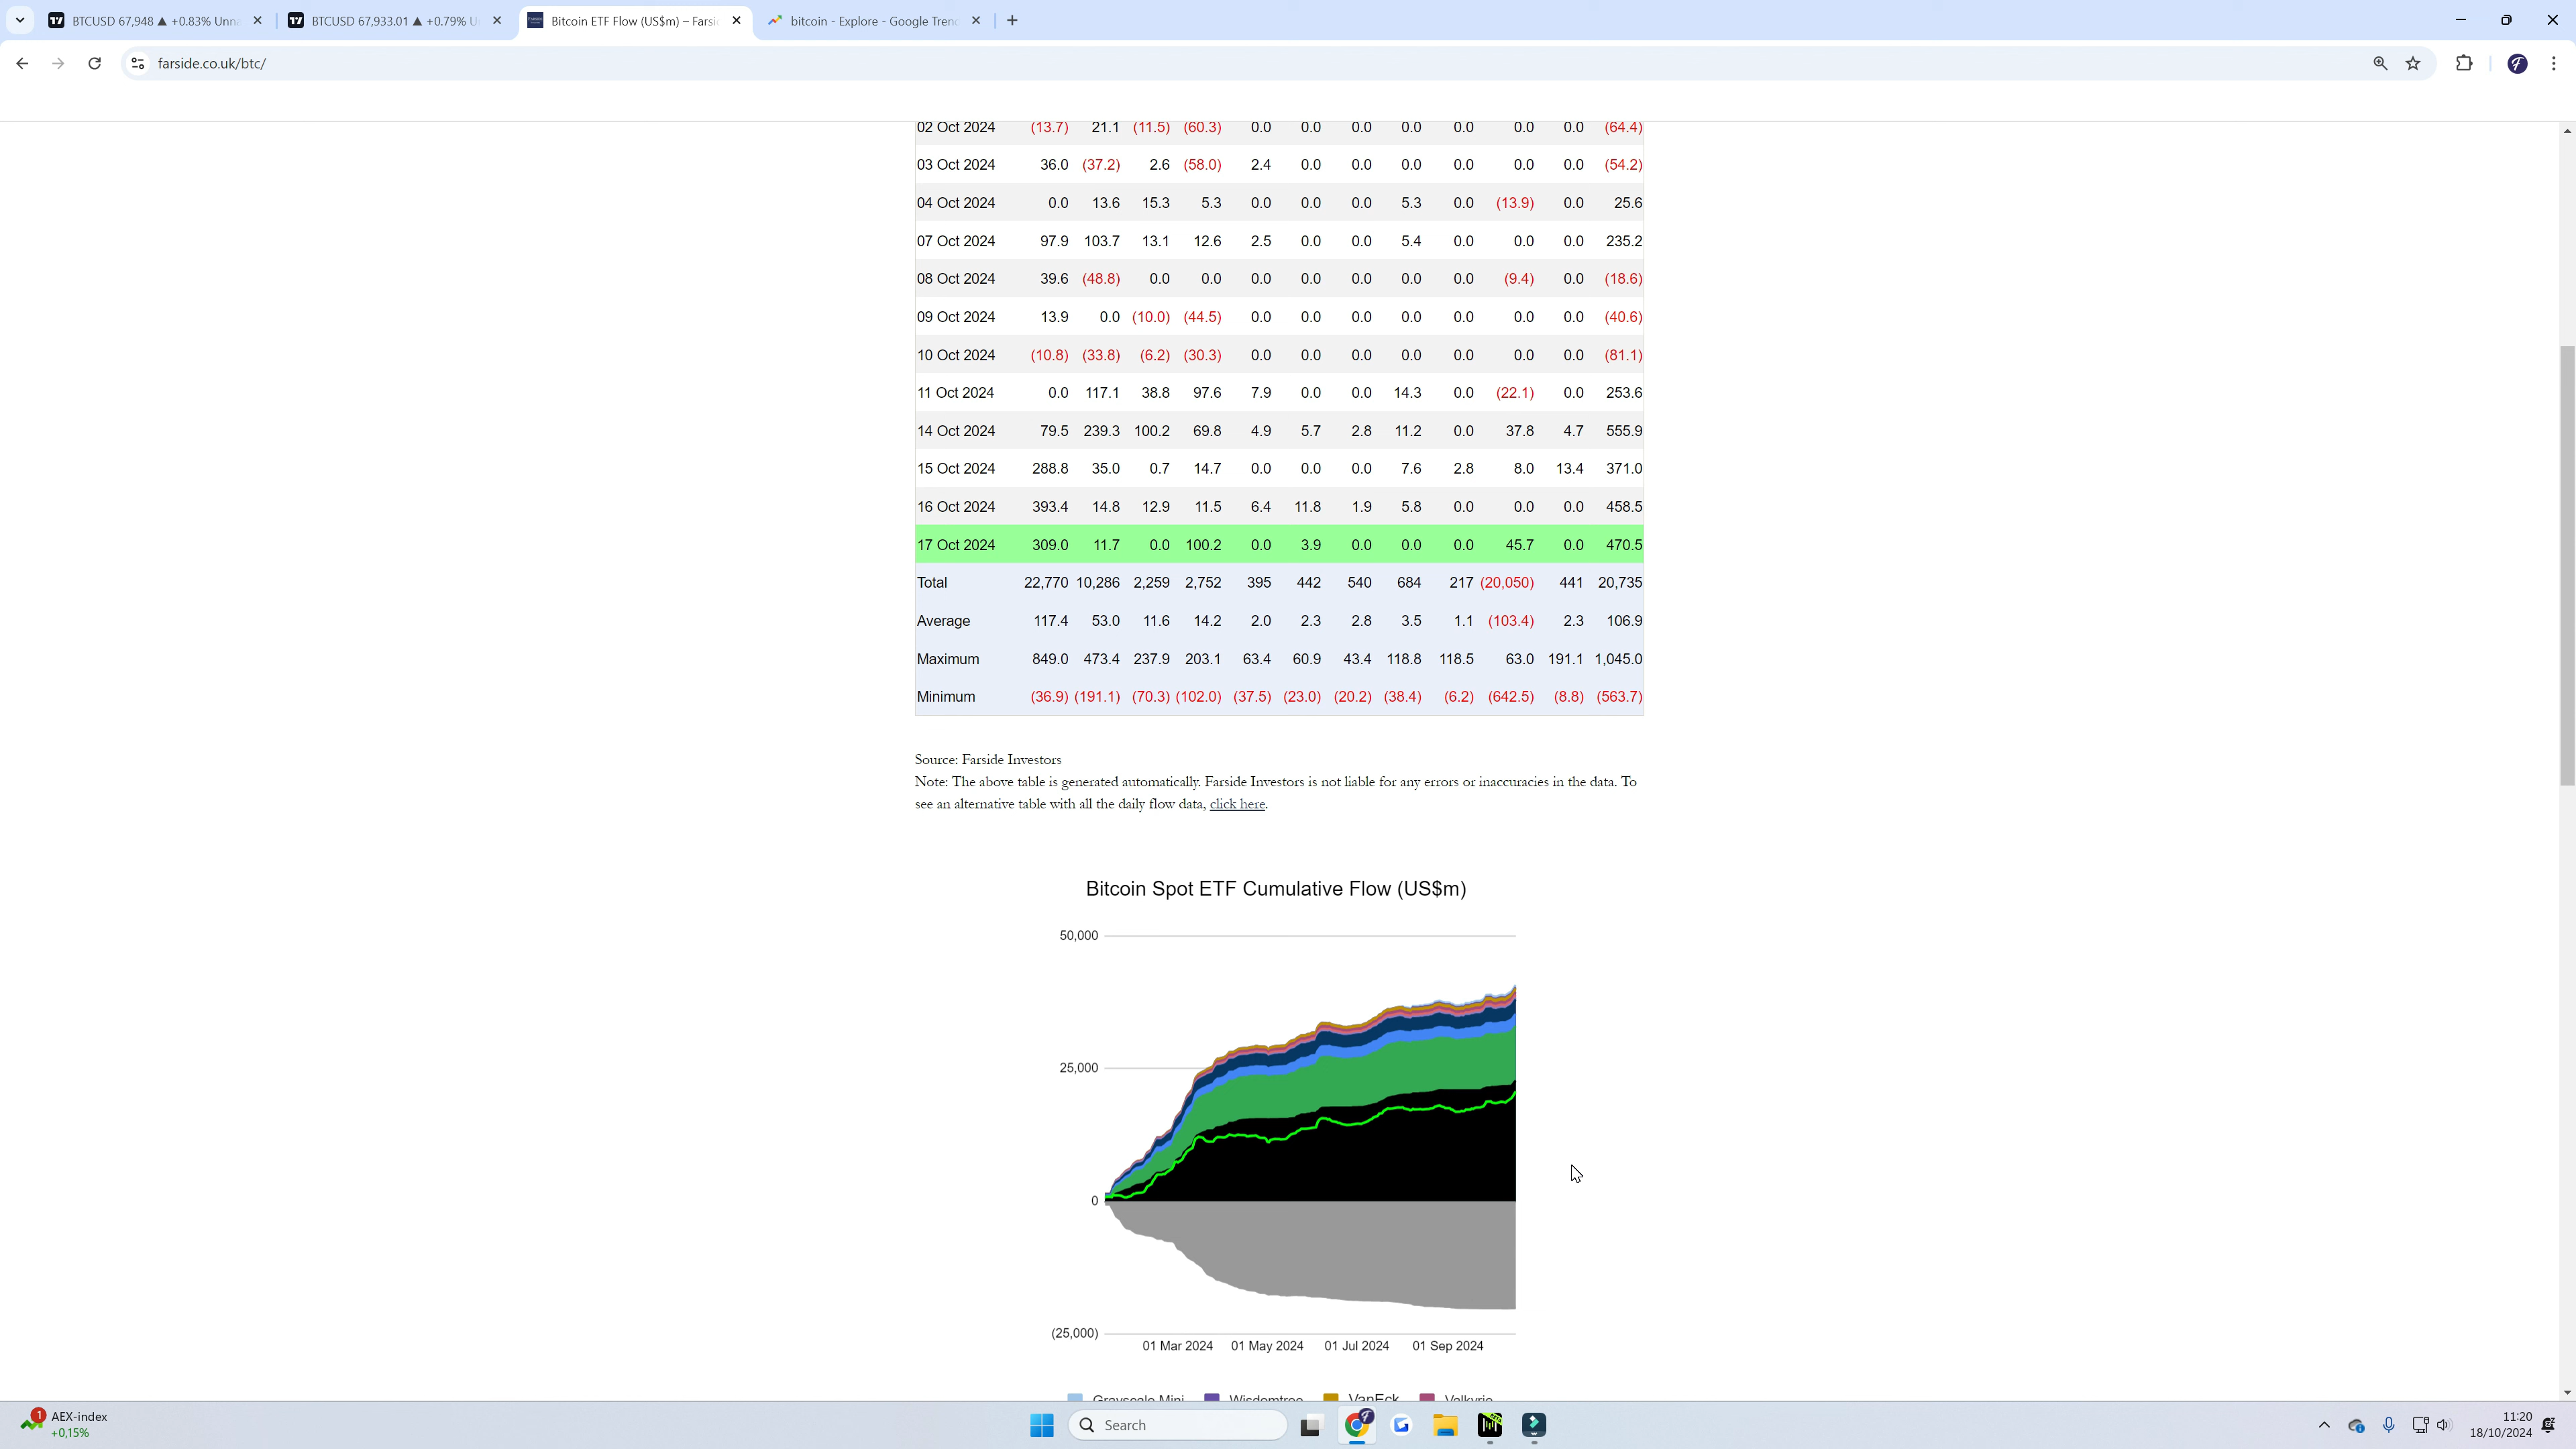 BTCUSD 67,948 ▲ +0.83% Unna
BTCUSD 67,933.01 ▲ +0.79% U
Bitcoin ETF Flow (US$m) – Farsi
bitcoin - Explore - Google Tren
farside.co.uk/btc/
02 Oct 2024 (13.7) 21.1 (11.5) (60.3) 0.0 0.0 0.0 0.0 0.0 0.0 0.0 (64.4)
03 Oct 2024 36.0 (37.2) 2.6 (58.0) 2.4 0.0 0.0 0.0 0.0 0.0 0.0 (54.2)
04 Oct 2024 0.0 13.6 15.3 5.3 0.0 0.0 0.0 5.3 0.0 (13.9) 0.0 25.6
07 Oct 2024 97.9 103.7 13.1 12.6 2.5 0.0 0.0 5.4 0.0 0.0 0.0 235.2
08 Oct 2024 39.6 (48.8) 0.0 0.0 0.0 0.0 0.0 0.0 0.0 (9.4) 0.0 (18.6)
09 Oct 2024 13.9 0.0 (10.0) (44.5) 0.0 0.0 0.0 0.0 0.0 0.0 0.0 (40.6)
10 Oct 2024 (10.8) (33.8) (6.2) (30.3) 0.0 0.0 0.0 0.0 0.0 0.0 0.0 (81.1)
11 Oct 2024 0.0 117.1 38.8 97.6 7.9 0.0 0.0 14.3 0.0 (22.1) 0.0 253.6
14 Oct 2024 79.5 239.3 100.2 69.8 4.9 5.7 2.8 11.2 0.0 37.8 4.7 555.9
15 Oct 2024 288.8 35.0 0.7 14.7 0.0 0.0 0.0 7.6 2.8 8.0 13.4 371.0
16 Oct 2024 393.4 14.8 12.9 11.5 6.4 11.8 1.9 5.8 0.0 0.0 0.0 458.5
17 Oct 2024 309.0 11.7 0.0 100.2 0.0 3.9 0.0 0.0 0.0 45.7 0.0 470.5
Total 22,770 10,286 2,259 2,752 395 442 540 684 217 (20,050) 441 20,735
Average 117.4 53.0 11.6 14.2 2.0 2.3 2.8 3.5 1.1 (103.4) 2.3 106.9
Maximum 849.0 473.4 237.9 203.1 63.4 60.9 43.4 118.8 118.5 63.0 191.1 1,045.0
Minimum (36.9) (191.1) (70.3) (102.0) (37.5) (23.0) (20.2) (38.4) (6.2) (642.5) (8.8) (563.7)
Source: Farside Investors
Note: The above table is generated automatically. Farside Investors is not liable for any errors or inaccuracies in the data. To
see an alternative table with all the daily flow data, click here.
Bitcoin Spot ETF Cumulative Flow (US$m)
50,000
25,000
0
(25,000)
01 Mar 2024 01 May 2024 01 Jul 2024 01 Sep 2024
Grayscale Mini Wisdomtree VanEck Valkyrie
1 AEX-index
+0,15%
Search
11:20
18/10/2024